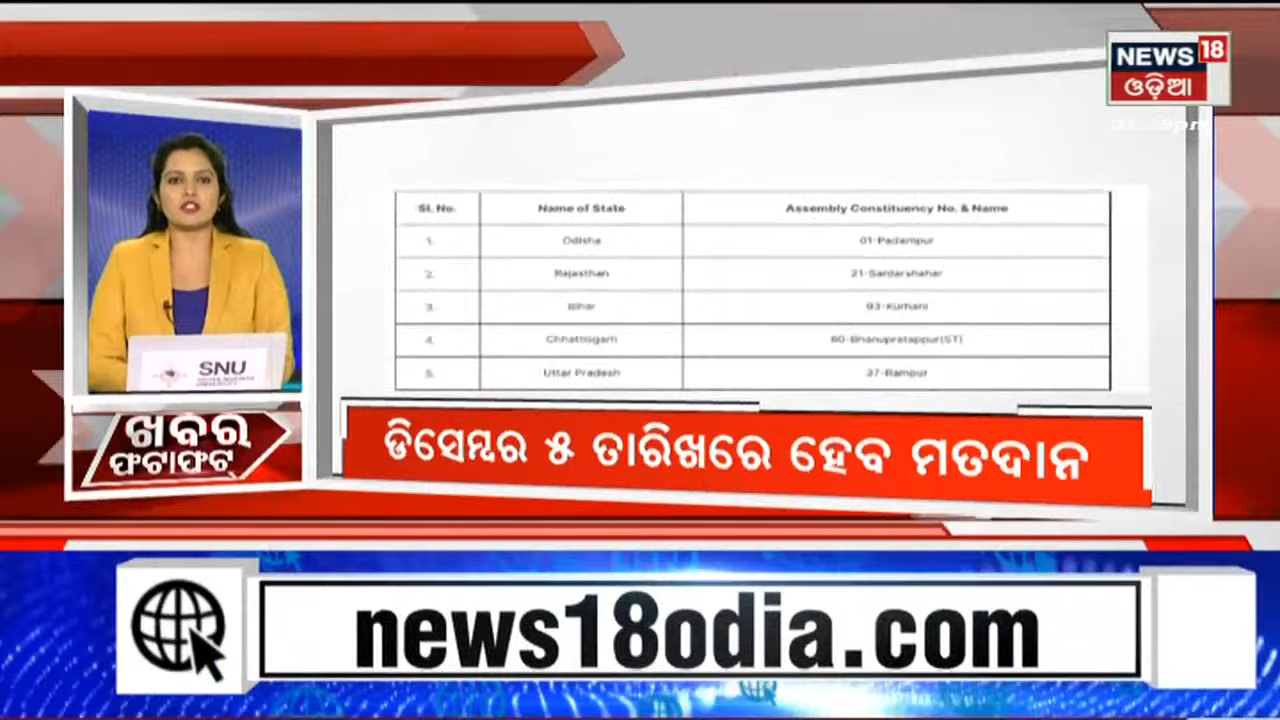 NEWS 18
ଓଡ଼ିଆ
Sl. No. Name of State Assembly Constituency No. & Name
1. Odisha 01-Padampur
2. Rajasthan 21-Sardarshahar
3. Bihar 93-Kurhani
4. Chhattisgarh 80-Bhanupratappur(ST)
5. Uttar Pradesh 37-Rampur
SNU
ଖବର
ଫଟାଫଟ୍
ଡିସେମ୍ବର ୫ ତାରିଖରେ ହେବ ମତଦାନ
news18odia.com